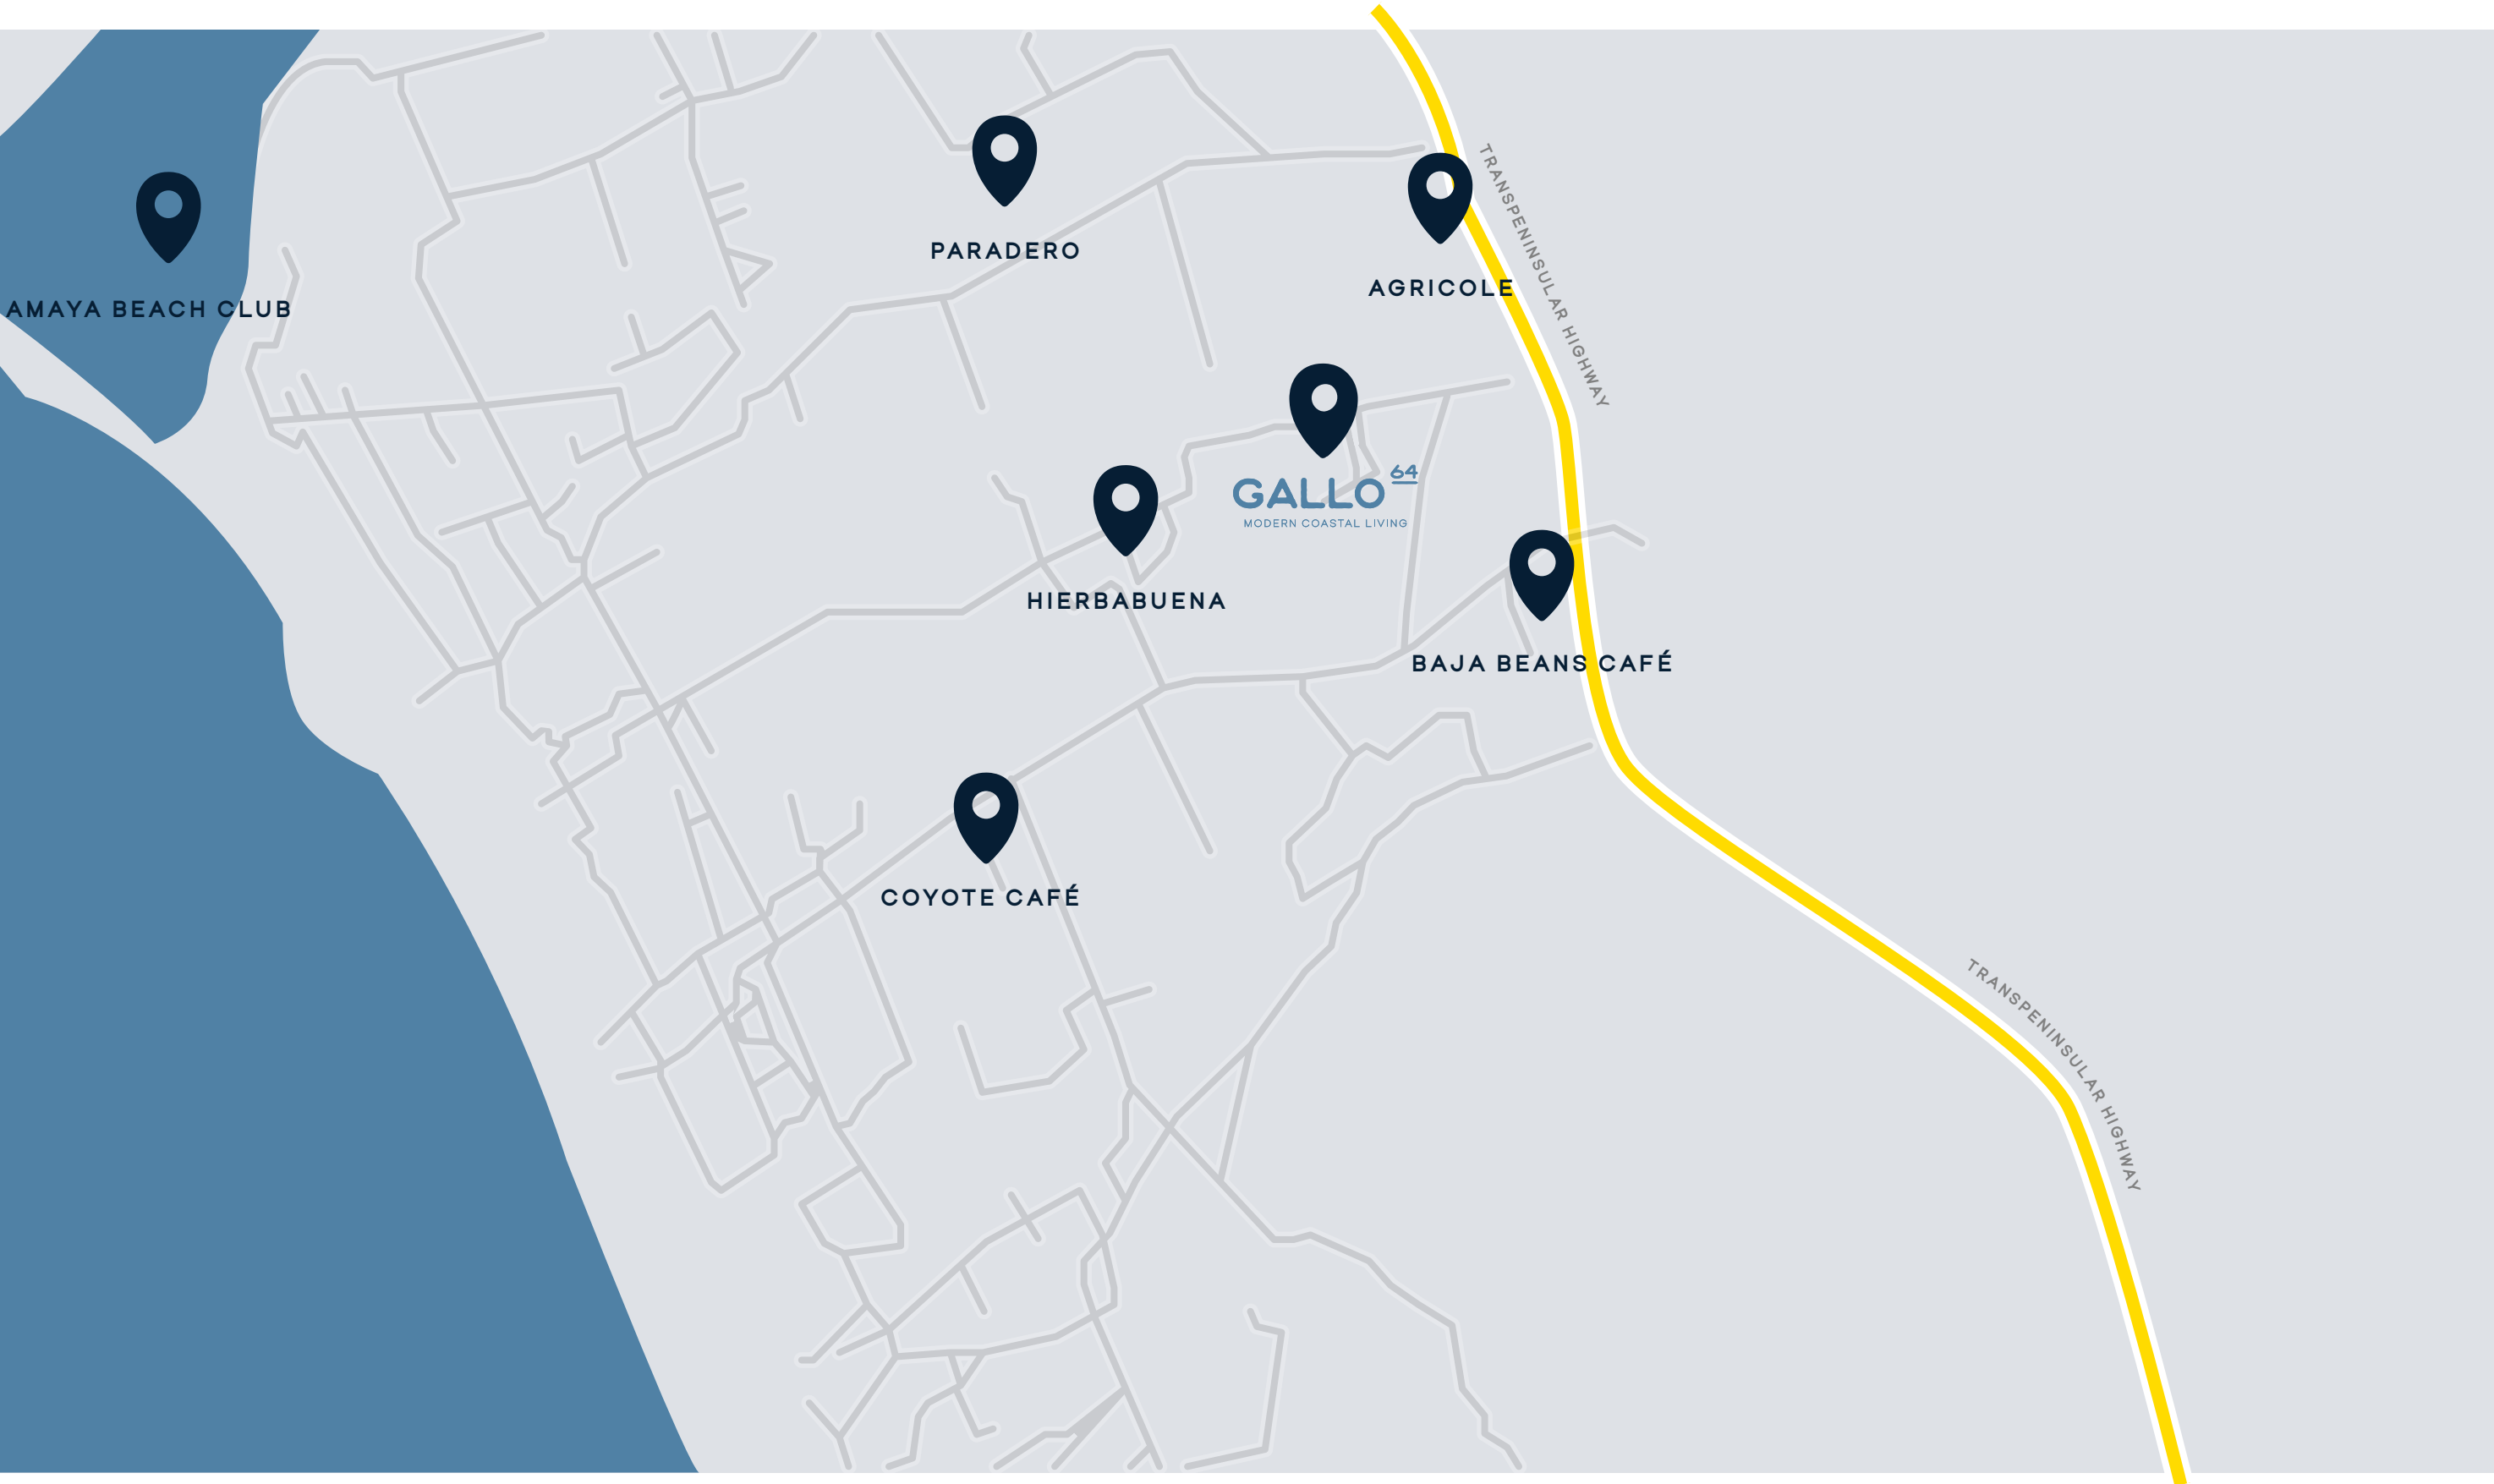 TRANSPENINSULAR HIGHWAY
PARADERO
AGRICOLE
AMAYA BEACH CLUB
GALLO 64
MODERN COASTAL LIVING
HIERBABUENA
BAJA BEANS CAFÉ
COYOTE CAFÉ
TRANSPENINSULAR HIGHWAY